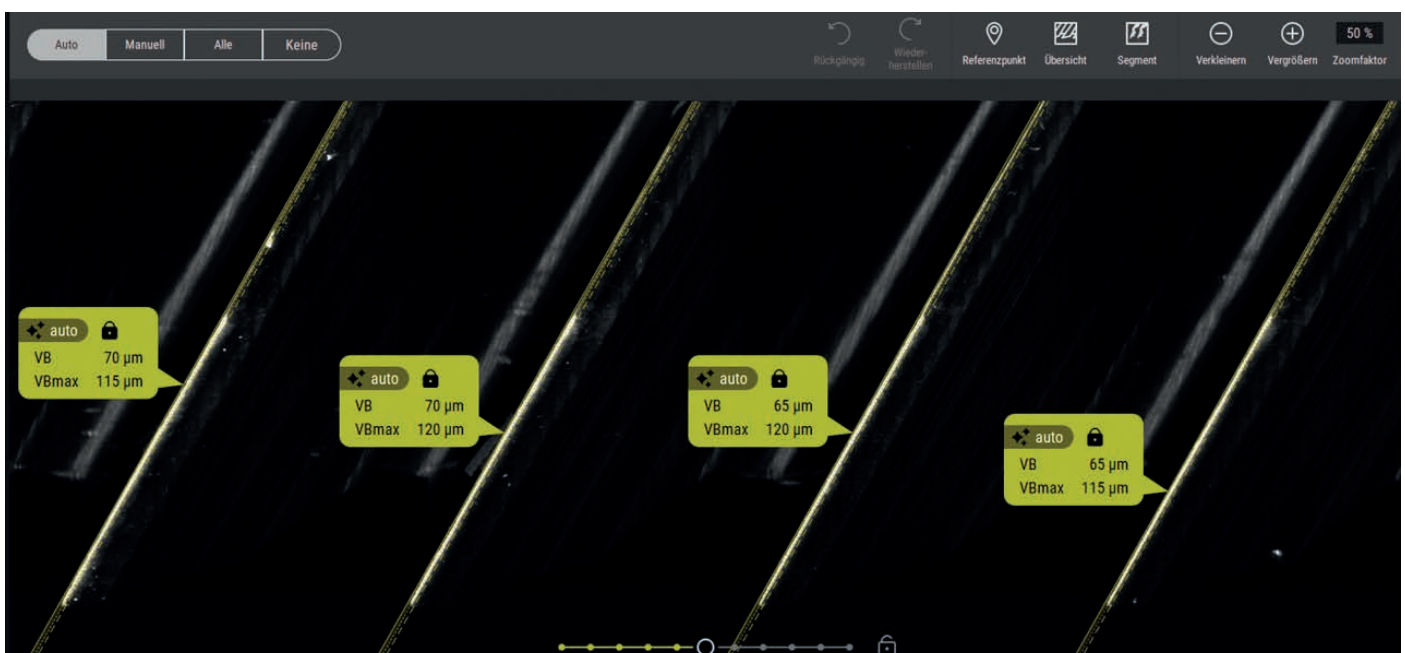 Auto Manuell Alle Keine
Rückgängig
Wieder-
herstellen
Referenzpunkt
Übersicht
Segment
Verkleinern
Vergrößern
50 %
Zoomfaktor
auto
VB 70 µm
VBmax 115 µm
auto
VB 70 µm
VBmax 120 µm
auto
VB 65 µm
VBmax 120 µm
auto
VB 65 µm
VBmax 115 µm